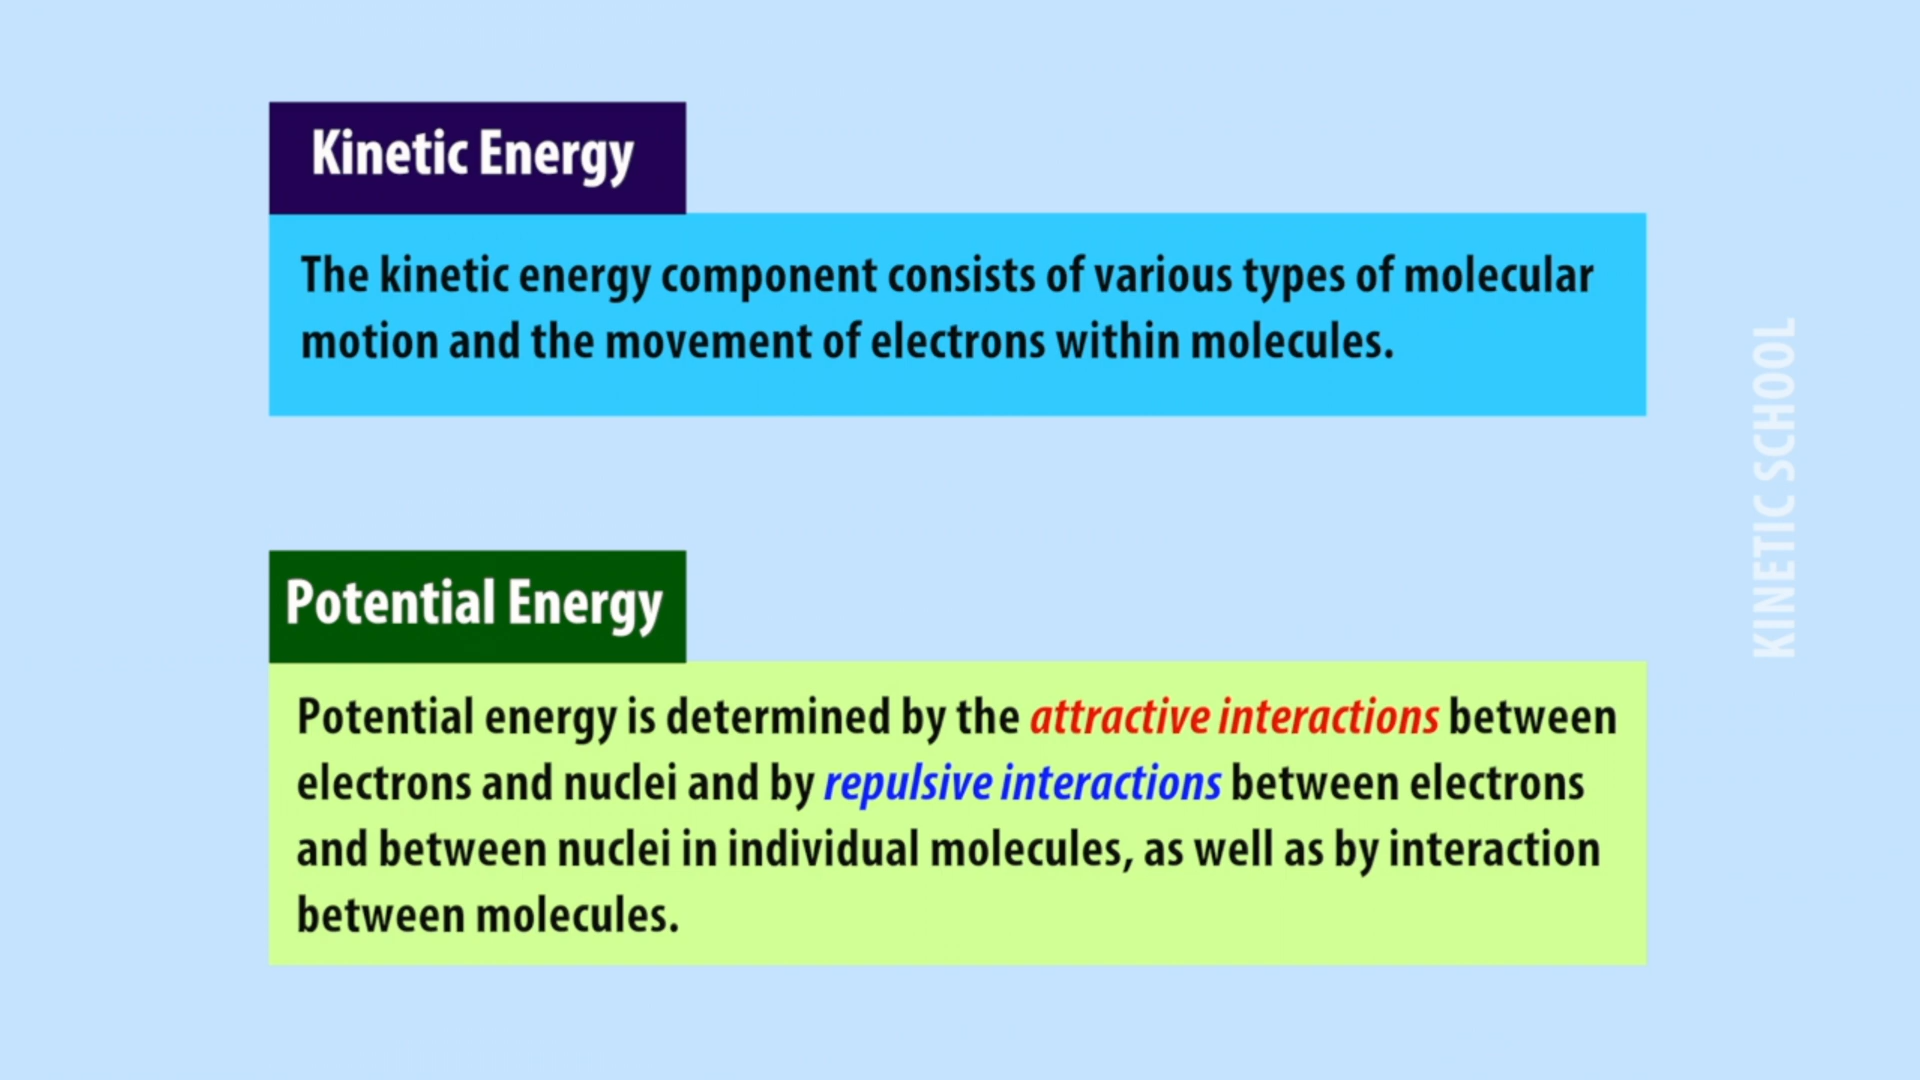 Kinetic Energy
The kinetic energy component consists of various types of molecular
motion and the movement of electrons within molecules.
Potential Energy
Potential energy is determined by the attractive interactions between
electrons and nuclei and by repulsive interactions between electrons
and between nuclei in individual molecules, as well as by interaction
between molecules.
KINETIC SCHOOL